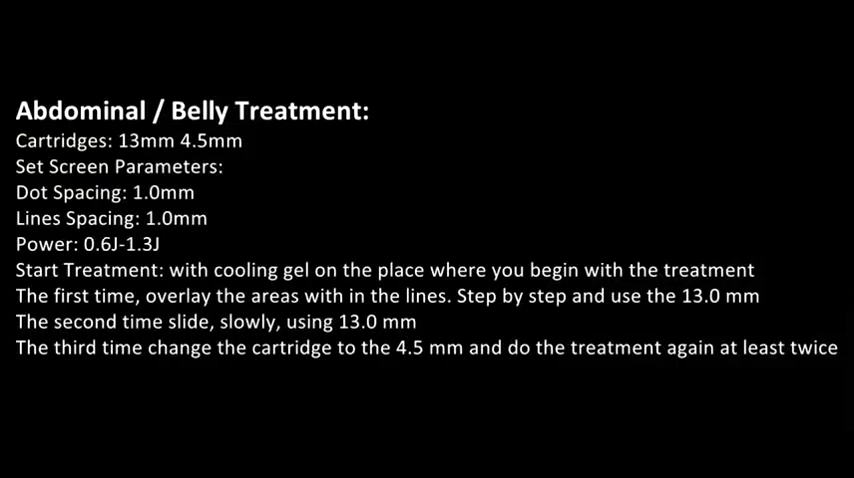 Abdominal / Belly Treatment:
Cartridges: 13mm 4.5mm
Set Screen Parameters:
Dot Spacing: 1.0mm
Lines Spacing: 1.0mm
Power: 0.6J-1.3J
Start Treatment: with cooling gel on the place where you begin with the treatment
The first time, overlay the areas with in the lines. Step by step and use the 13.0 mm
The second time slide, slowly, using 13.0 mm
The third time change the cartridge to the 4.5 mm and do the treatment again at least twice